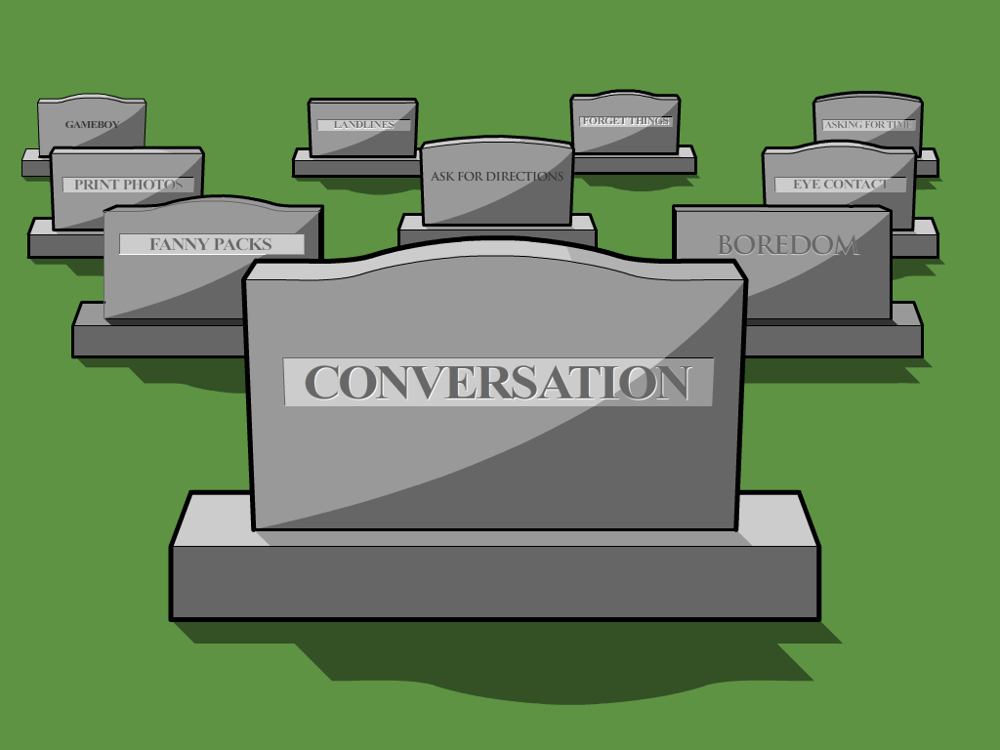 GAMEBOY
LANDLINES
FORGET THINGS
ASKING FOR TIME
PRINT PHOTOS
ASK FOR DIRECTIONS
EYE CONTACT
FANNY PACKS
BOREDOM
CONVERSATION